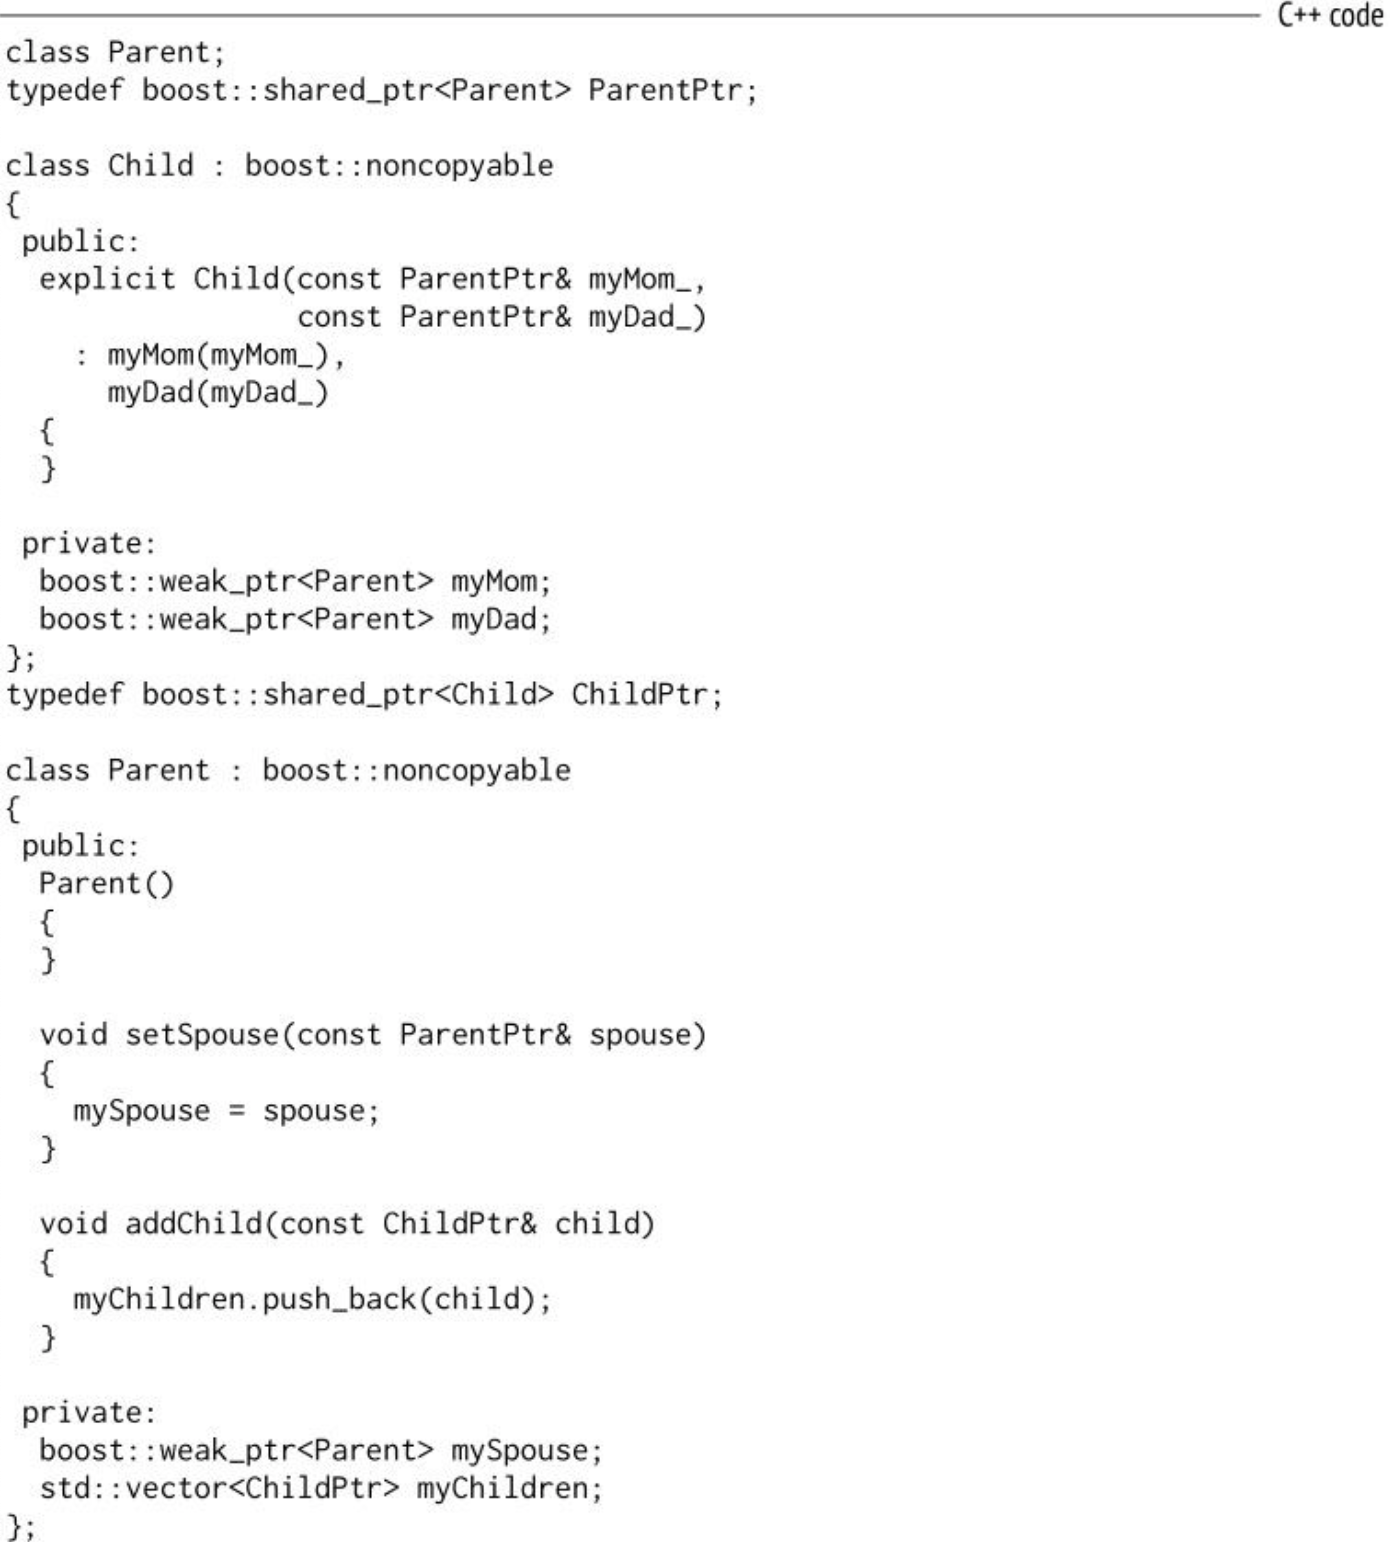 C++ code
class Parent;
typedef boost::shared_ptr<Parent> ParentPtr;

class Child : boost::noncopyable
{
 public:
  explicit Child(const ParentPtr& myMom_,
                 const ParentPtr& myDad_)
    : myMom(myMom_),
      myDad(myDad_)
  {
  }

 private:
  boost::weak_ptr<Parent> myMom;
  boost::weak_ptr<Parent> myDad;
};
typedef boost::shared_ptr<Child> ChildPtr;

class Parent : boost::noncopyable
{
 public:
  Parent()
  {
  }

  void setSpouse(const ParentPtr& spouse)
  {
    mySpouse = spouse;
  }

  void addChild(const ChildPtr& child)
  {
    myChildren.push_back(child);
  }

 private:
  boost::weak_ptr<Parent> mySpouse;
  std::vector<ChildPtr> myChildren;
};